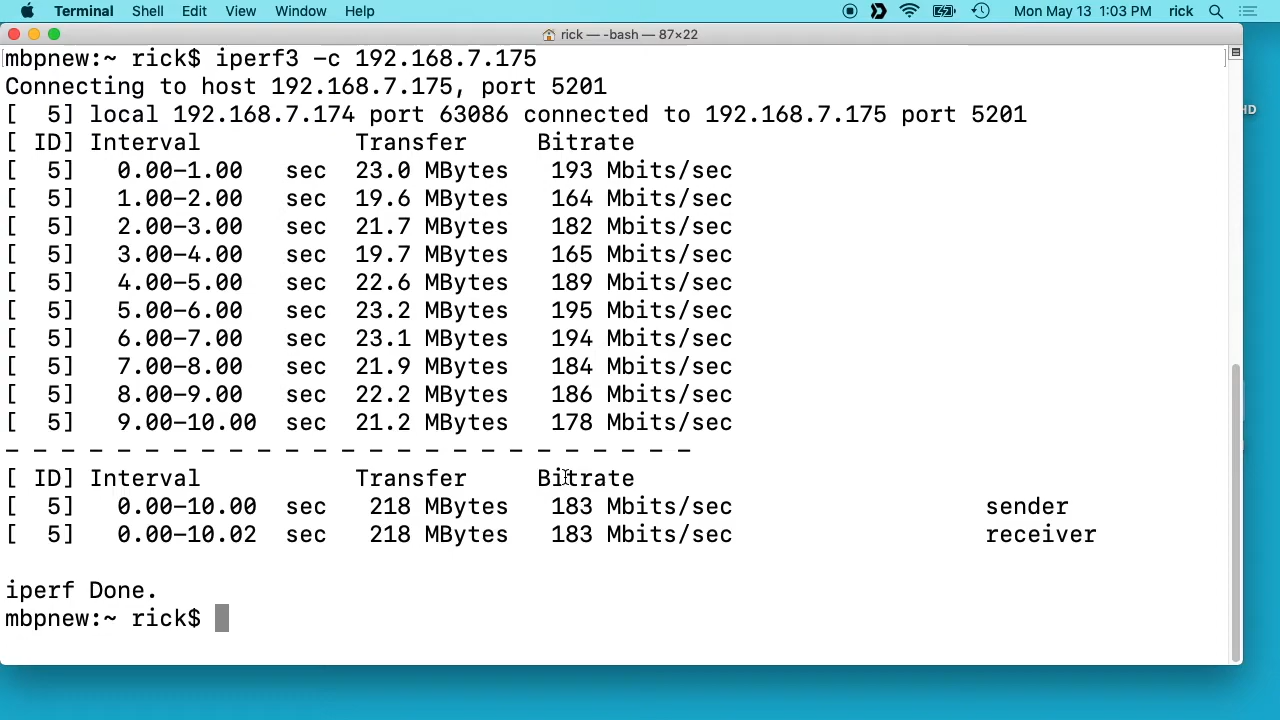 Terminal Shell Edit View Window Help Mon May 13 1:03 PM rick
rick — -bash — 87×22
mbpnew:~ rick$ iperf3 -c 192.168.7.175
Connecting to host 192.168.7.175, port 5201
[  5] local 192.168.7.174 port 63086 connected to 192.168.7.175 port 5201
[ ID] Interval           Transfer     Bitrate
[  5]   0.00-1.00   sec  23.0 MBytes   193 Mbits/sec
[  5]   1.00-2.00   sec  19.6 MBytes   164 Mbits/sec
[  5]   2.00-3.00   sec  21.7 MBytes   182 Mbits/sec
[  5]   3.00-4.00   sec  19.7 MBytes   165 Mbits/sec
[  5]   4.00-5.00   sec  22.6 MBytes   189 Mbits/sec
[  5]   5.00-6.00   sec  23.2 MBytes   195 Mbits/sec
[  5]   6.00-7.00   sec  23.1 MBytes   194 Mbits/sec
[  5]   7.00-8.00   sec  21.9 MBytes   184 Mbits/sec
[  5]   8.00-9.00   sec  22.2 MBytes   186 Mbits/sec
[  5]   9.00-10.00  sec  21.2 MBytes   178 Mbits/sec
- - - - - - - - - - - - - - - - - - - - - - - - -
[ ID] Interval           Transfer     Bitrate
[  5]   0.00-10.00  sec   218 MBytes   183 Mbits/sec                  sender
[  5]   0.00-10.02  sec   218 MBytes   183 Mbits/sec                  receiver
iperf Done.
mbpnew:~ rick$
HD